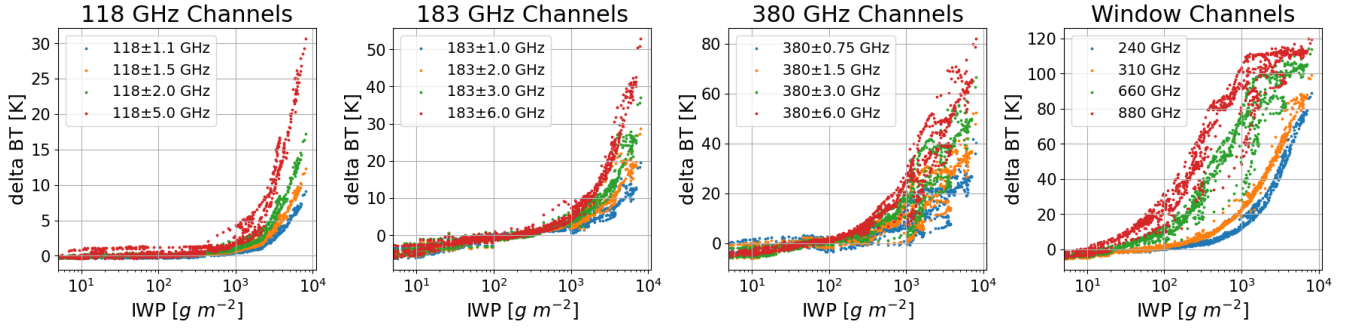 118 GHz Channels
delta BT [K]
30
25
20
15
10
5
0
118±1.1 GHz
118±1.5 GHz
118±2.0 GHz
118±5.0 GHz
10¹ 10² 10³ 10⁴
IWP [g m⁻²]
183 GHz Channels
delta BT [K]
50
40
30
20
10
0
183±1.0 GHz
183±2.0 GHz
183±3.0 GHz
183±6.0 GHz
10¹ 10² 10³ 10⁴
IWP [g m⁻²]
380 GHz Channels
delta BT [K]
80
60
40
20
0
380±0.75 GHz
380±1.5 GHz
380±3.0 GHz
380±6.0 GHz
10¹ 10² 10³ 10⁴
IWP [g m⁻²]
Window Channels
delta BT [K]
120
100
80
60
40
20
0
240 GHz
310 GHz
660 GHz
880 GHz
10¹ 10² 10³ 10⁴
IWP [g m⁻²]